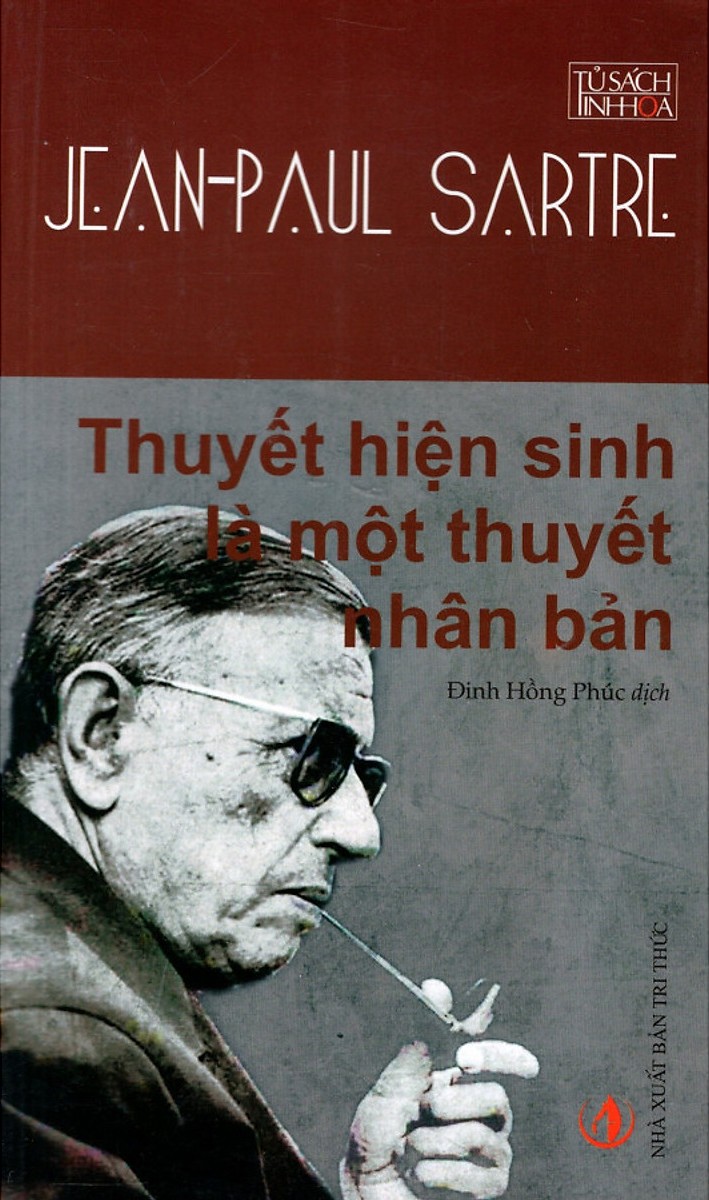 TỦ SÁCH
TINH HOA
JEAN-PAUL SARTRE
Thuyết hiện sinh
là một thuyết
nhân bản
Đinh Hồng Phúc dịch
NHÀ XUẤT BẢN TRI THỨC